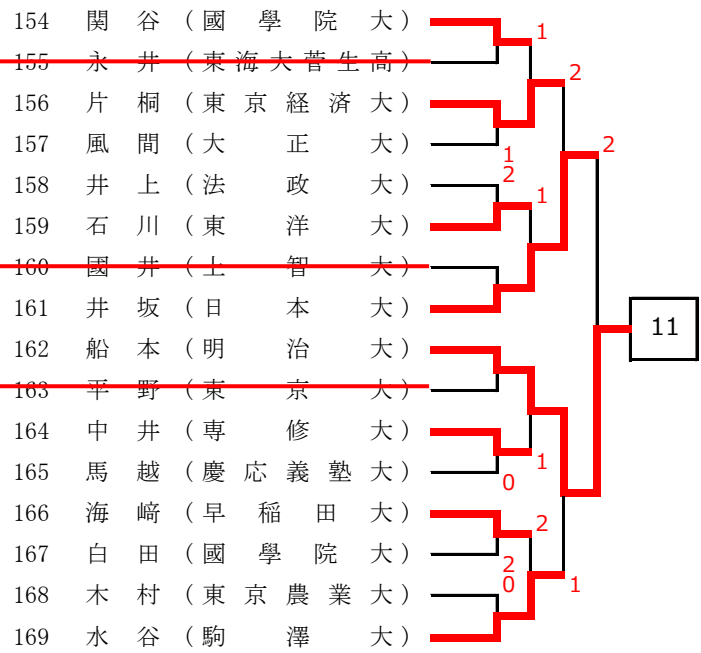 154 関谷(國學院大)
1
155 永井(東海大菅生高)
2
156 片桐(東京経済大)
157 風間(大正大)
2
1
158 井上(法政大)
2
1
159 石川(東洋大)
160 國井(上智大)
161 井坂(日本大)
11
162 船本(明治大)
163 平野(東京大)
164 中井(専修大)
1
165 馬越(慶応義塾大)
0
166 海﨑(早稲田大)
2
167 白田(國學院大)
2
0
1
168 木村(東京農業大)
169 水谷(駒澤大)